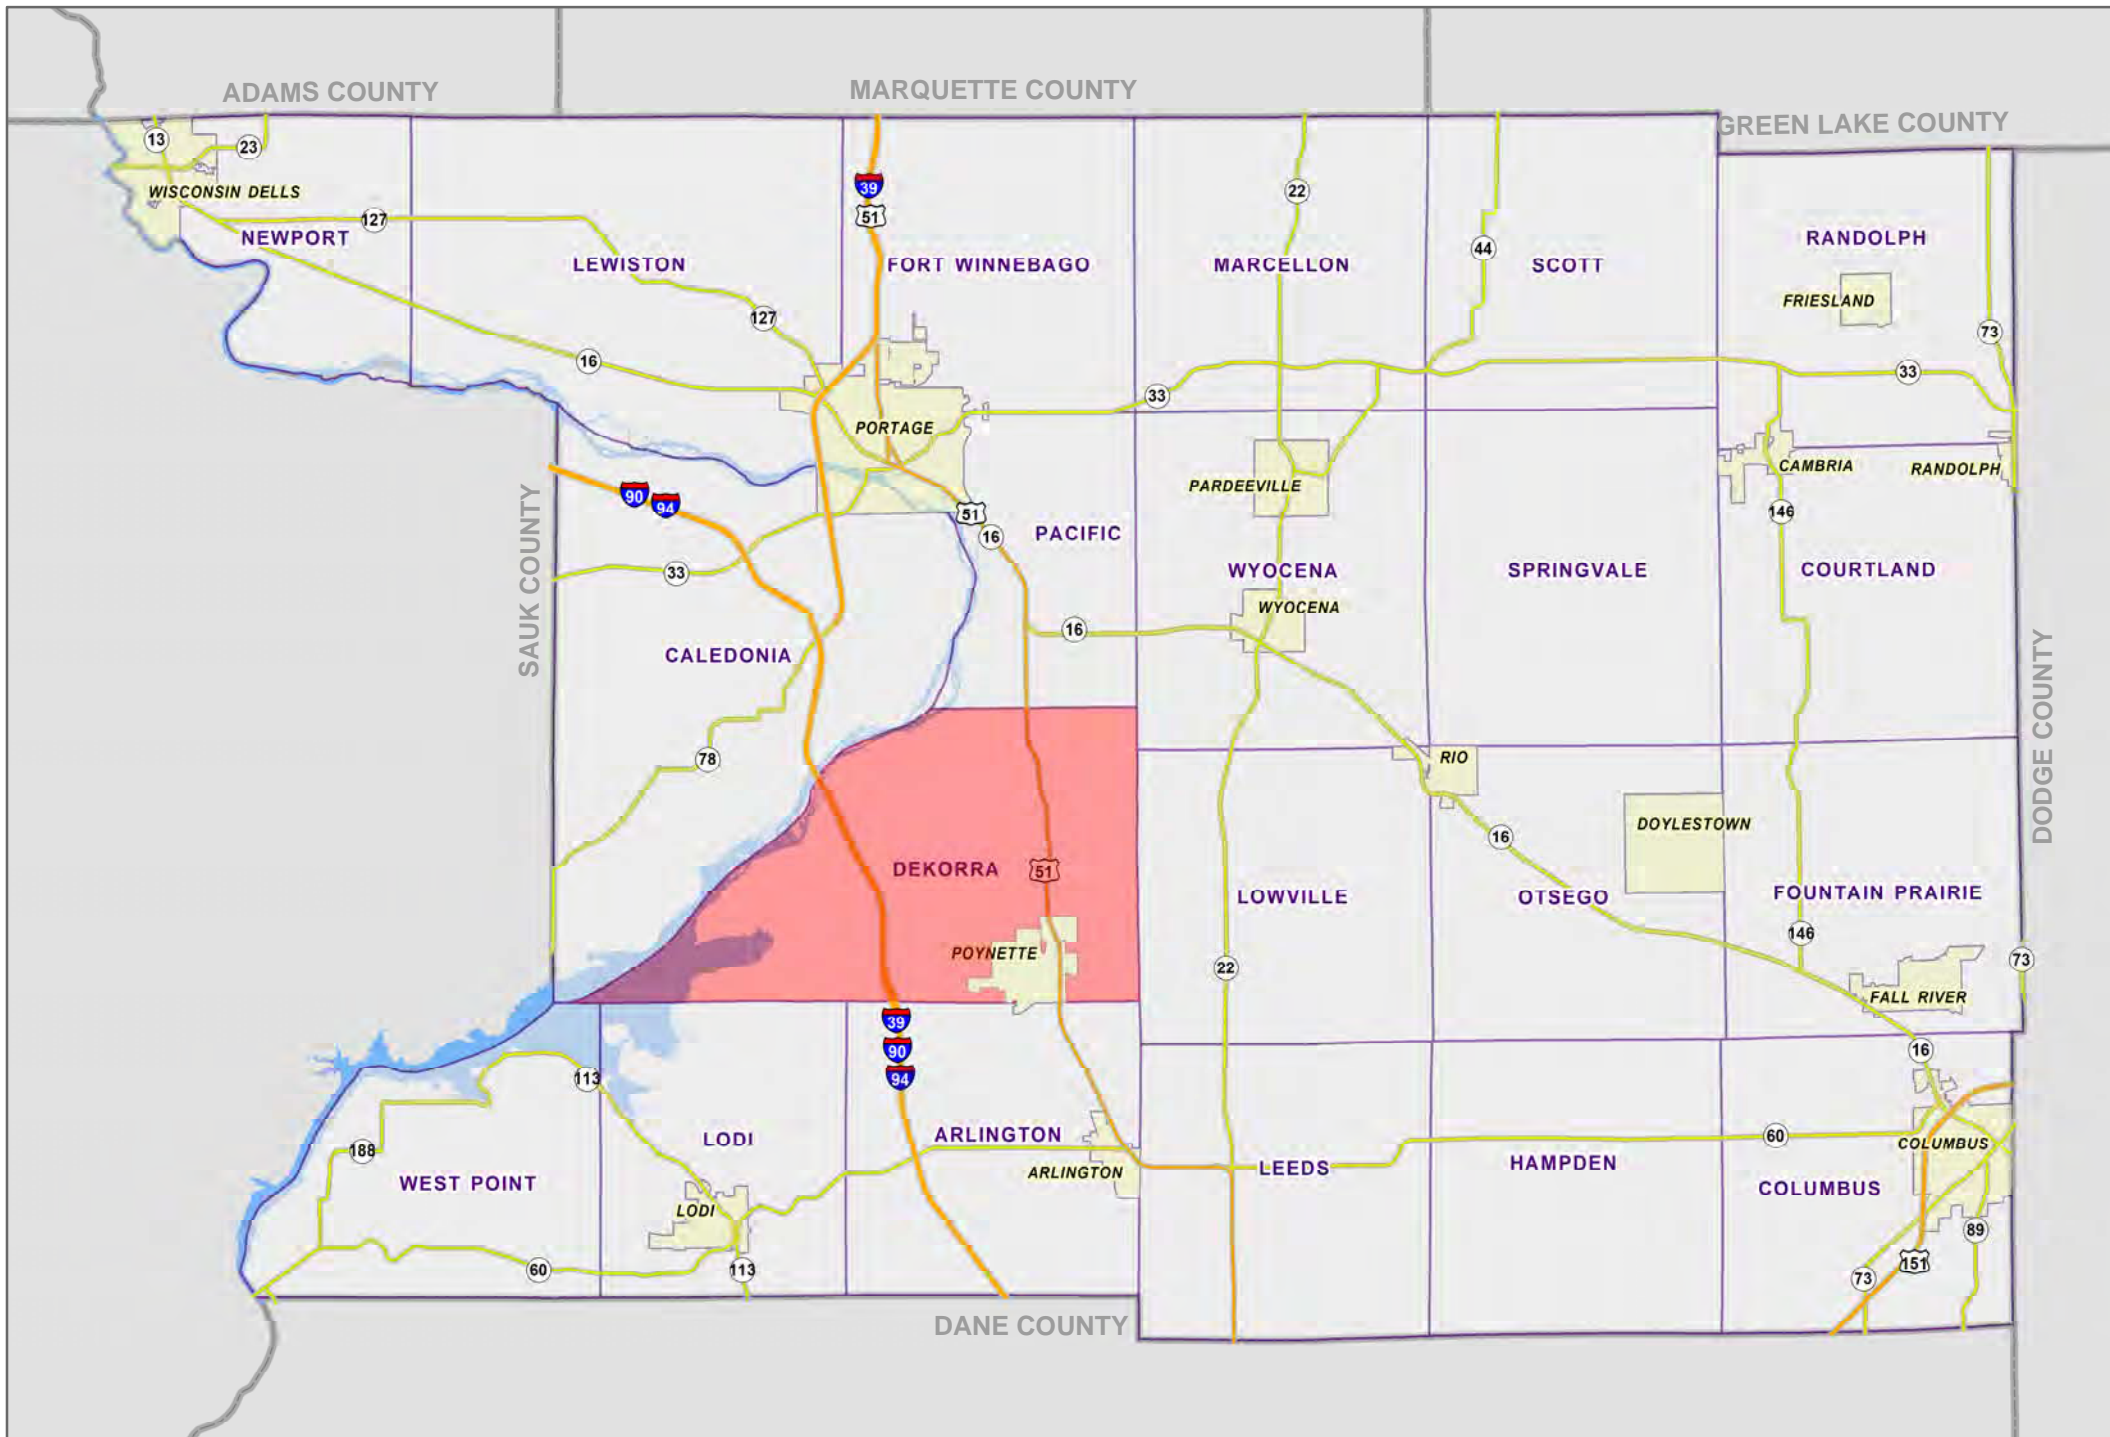 ADAMS COUNTY
MARQUETTE COUNTY
GREEN LAKE COUNTY
13
23
39
51
22
44
WISCONSIN DELLS
127
NEWPORT
LEWISTON
FORT WINNEBAGO
MARCELLON
SCOTT
RANDOLPH
FRIESLAND
127
73
16
33
33
PORTAGE
CAMBRIA
RANDOLPH
PARDEEVILLE
90
94
51
146
16
PACIFIC
SAUK COUNTY
33
WYOCENA
SPRINGVALE
COURTLAND
WYOCENA
16
CALEDONIA
DODGE COUNTY
78
RIO
DOYLESTOWN
16
DEKORRA
51
LOWVILLE
OTSEGO
FOUNTAIN PRAIRIE
146
POYNETTE
22
73
FALL RIVER
39
90
94
16
113
LODI
ARLINGTON
60
COLUMBUS
188
ARLINGTON
LEEDS
HAMPDEN
WEST POINT
COLUMBUS
LODI
89
60
113
151
73
DANE COUNTY